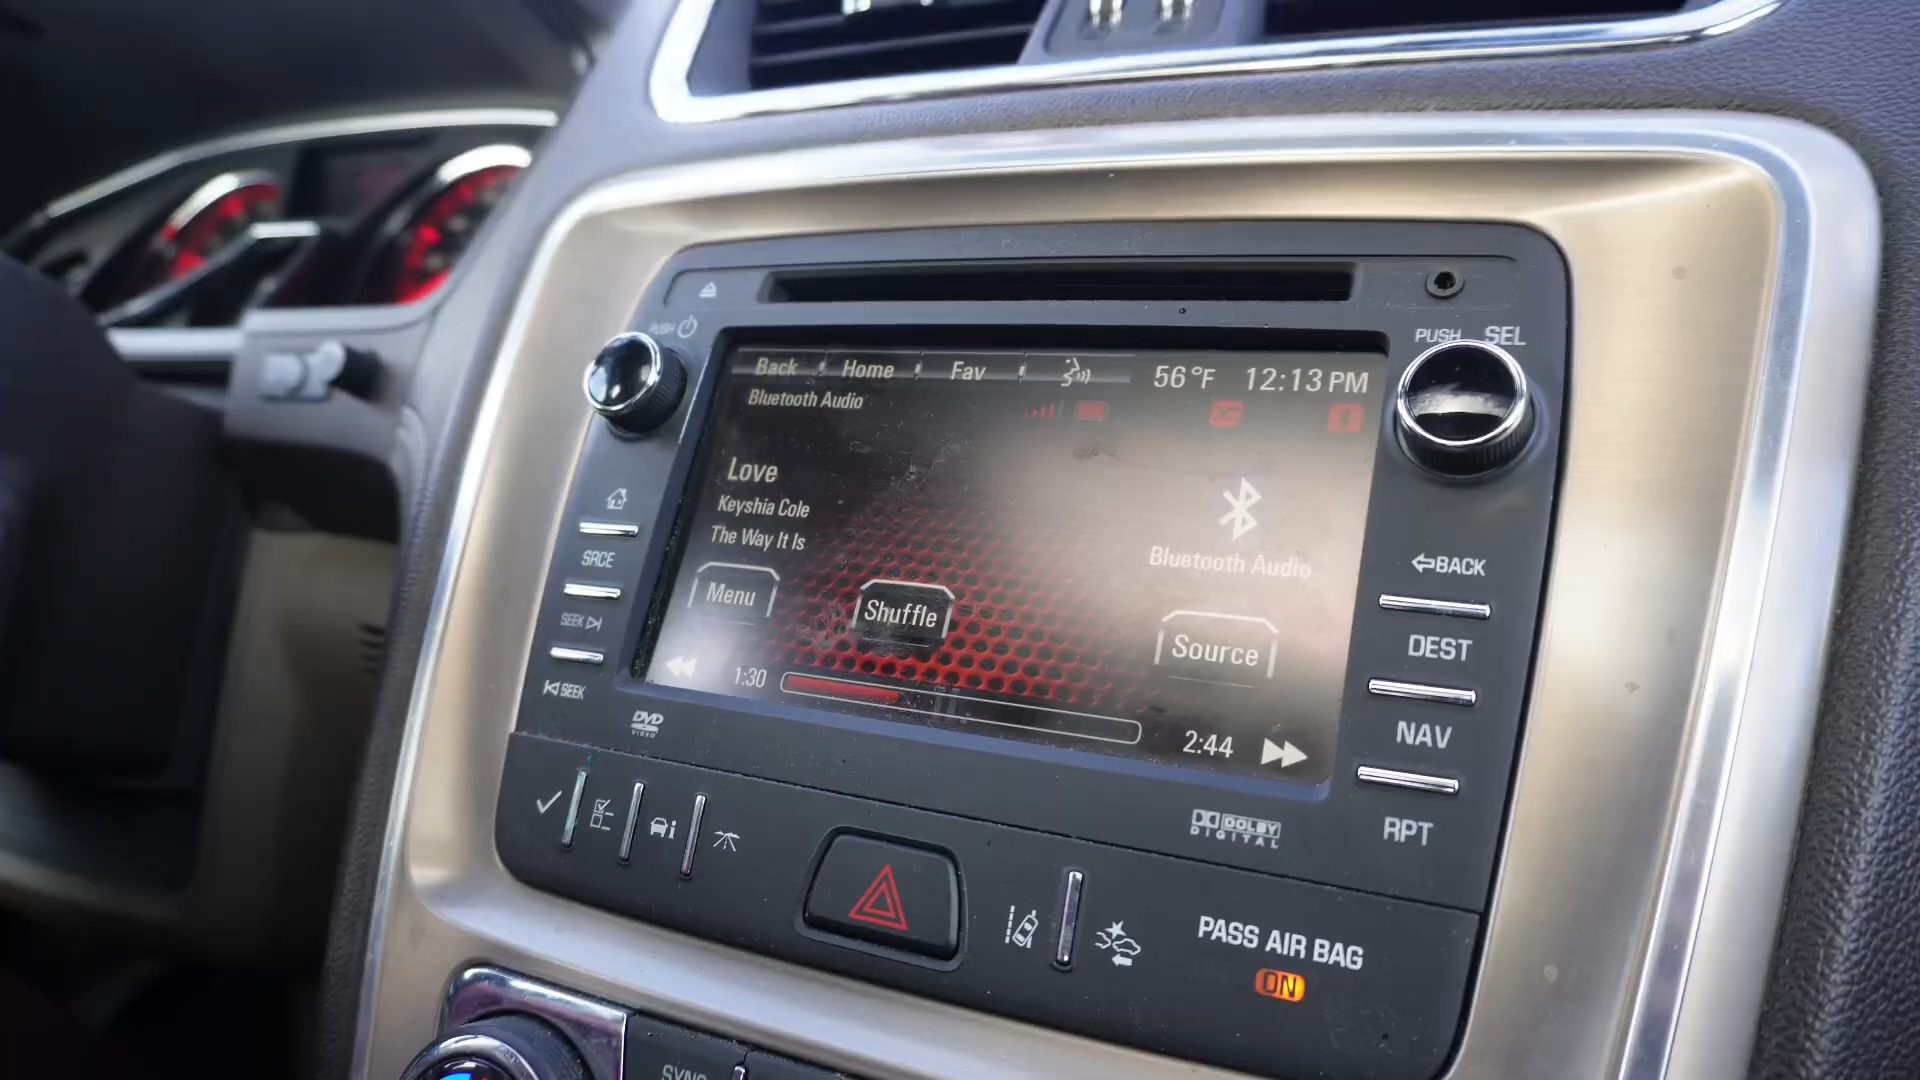 PUSH
PUSH SEL
Back Home Fav 56°F 12:13 PM
Bluetooth Audio
Love
Keyshia Cole
The Way It Is
Bluetooth Audio
Menu Shuffle Source
1:30 2:44
SRCE
SEEK
SEEK
BACK
DEST
NAV
RPT
DVD
VIDEO
DOLBY
DIGITAL
PASS AIR BAG
ON
SYNC